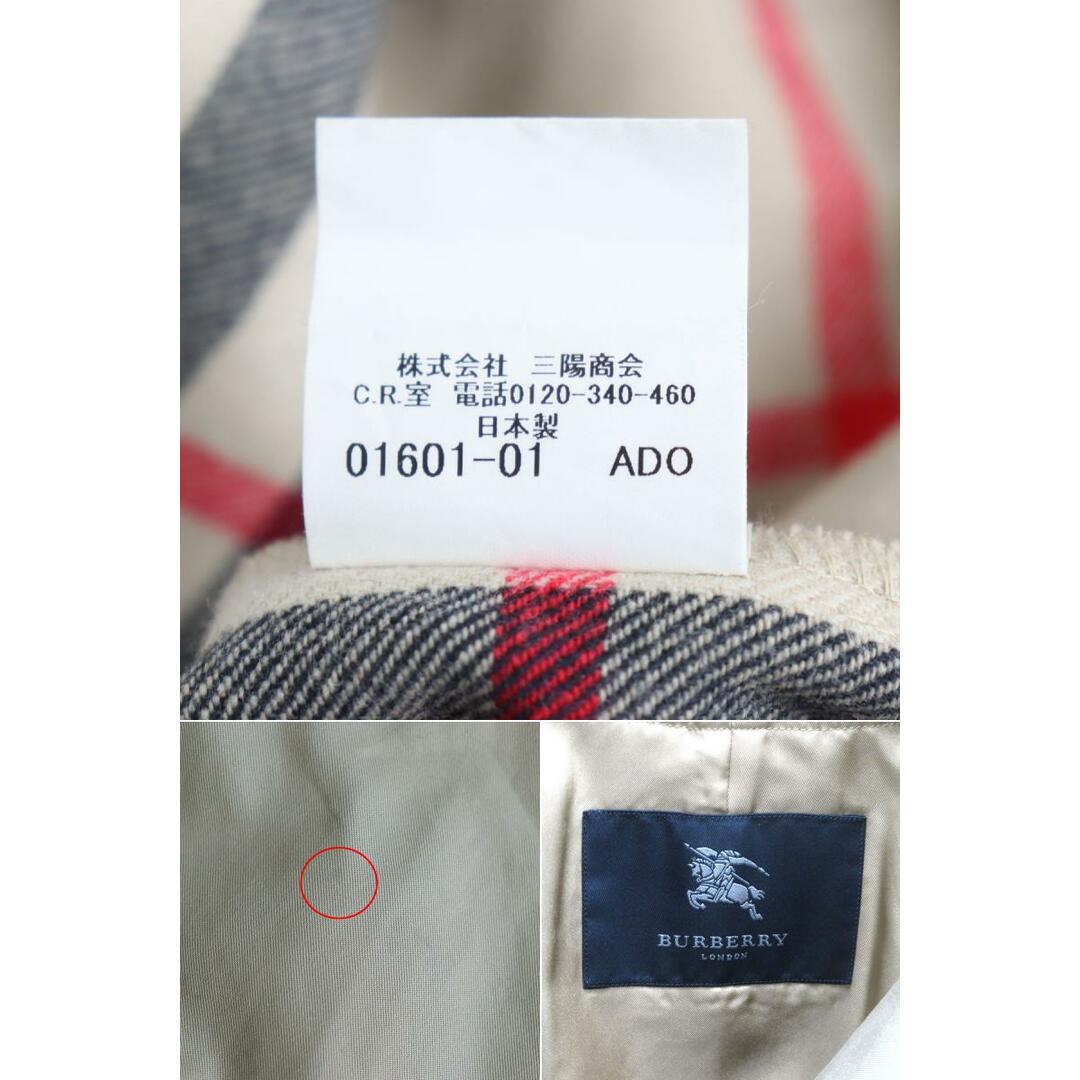 株式会社 三陽商会
C.R.室 電話0120-340-460
日本製
01601-01 ADO
BURBERRY
LONDON